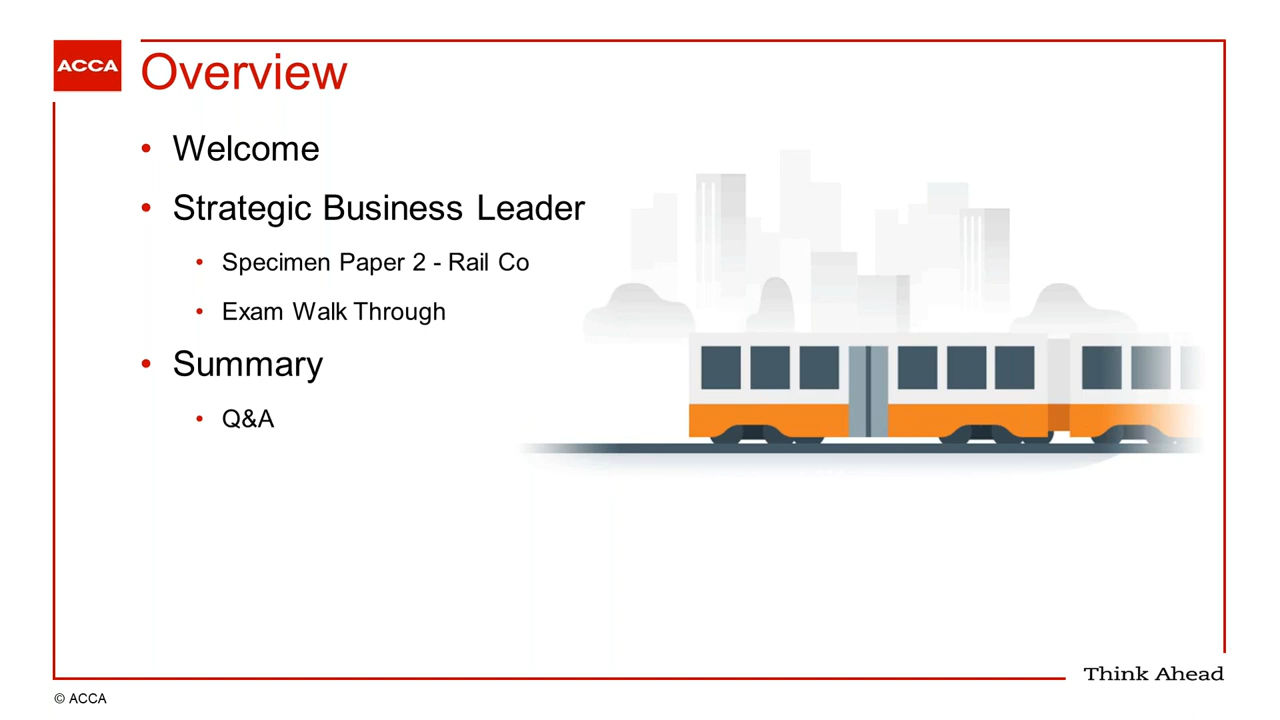 ACCA
Overview
• Welcome
• Strategic Business Leader
• Specimen Paper 2 - Rail Co
• Exam Walk Through
• Summary
• Q&A
Think Ahead
© ACCA